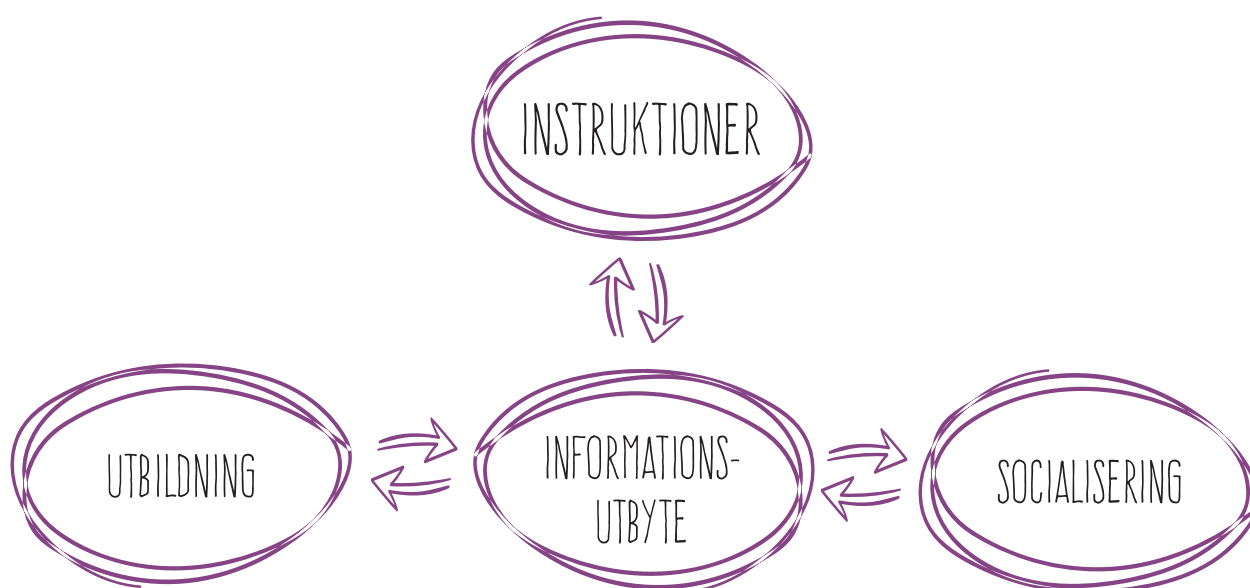 INSTRUKTIONER
UTBILDNING
INFORMATIONS-
UTBYTE
SOCIALISERING